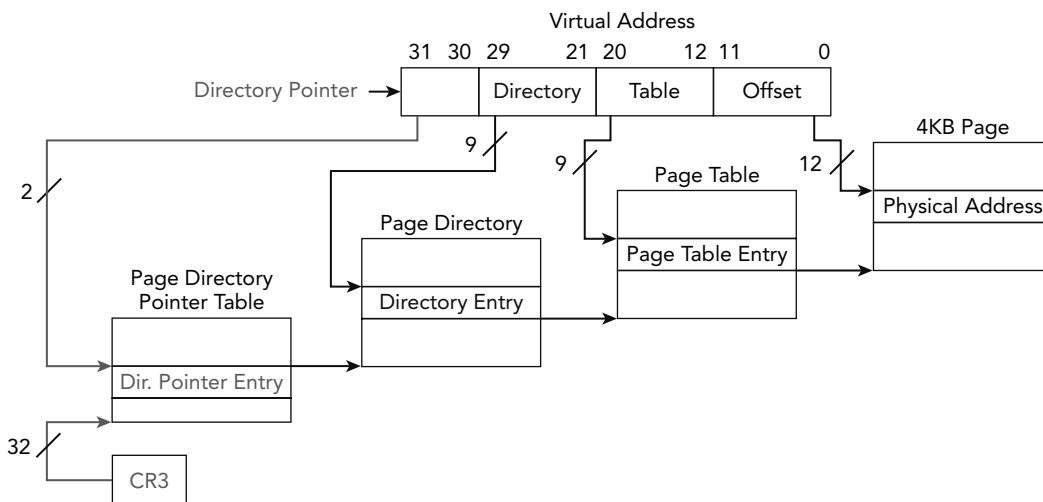 Virtual Address
31 30 29 21 20 12 11 0
Directory Pointer Directory Table Offset
4KB Page
9
9
12
2
Page Table
Physical Address
Page Directory
Page Table Entry
Page Directory
Pointer Table
Directory Entry
Dir. Pointer Entry
32
CR3